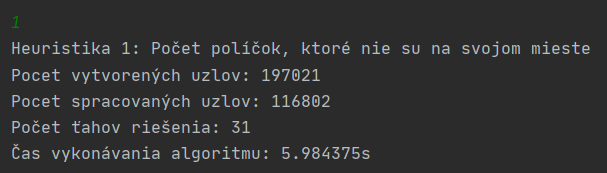 1
Heuristika 1: Počet políčok, ktoré nie su na svojom mieste
Pocet vytvorených uzlov: 197021
Pocet spracovaných uzlov: 116802
Počet ťahov riešenia: 31
Čas vykonávania algoritmu: 5.984375s